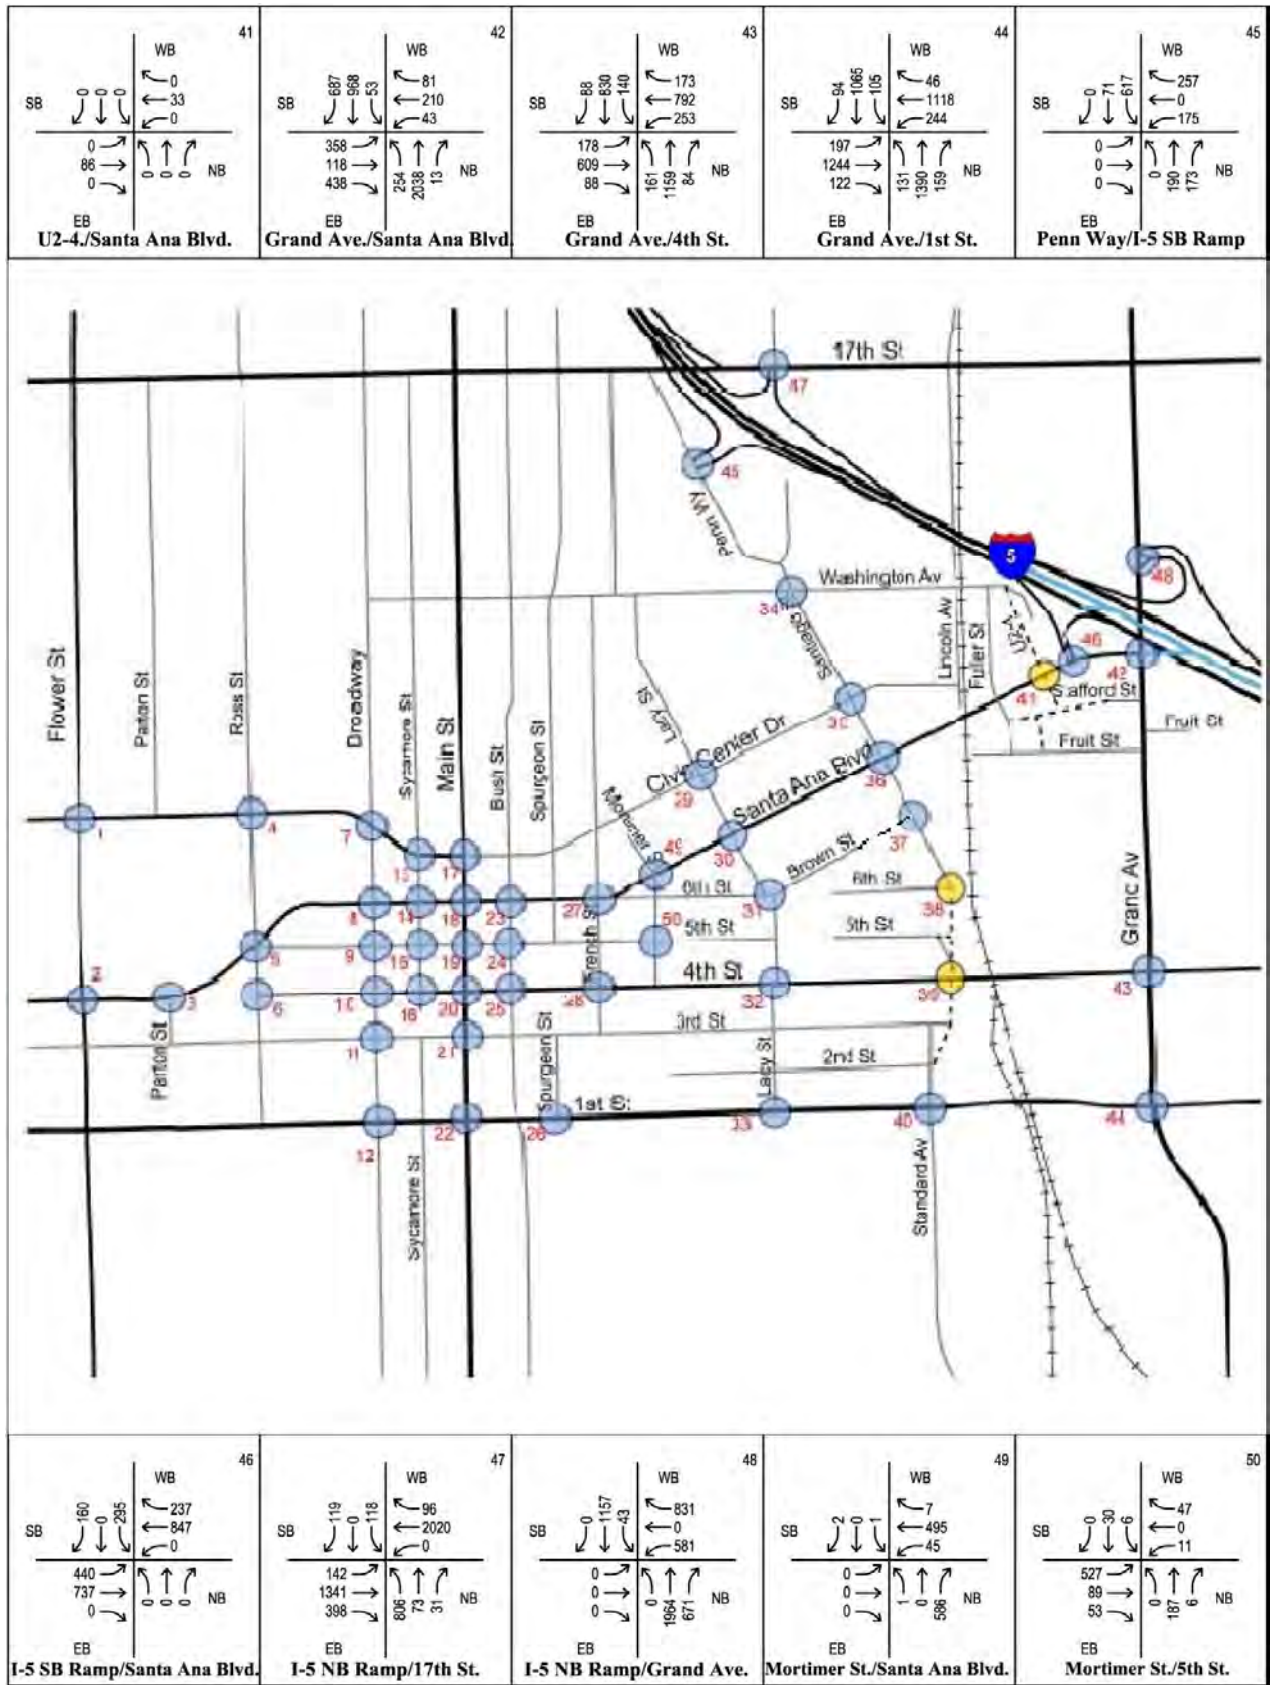 41
WB
SB
0 0 0
0
33
0
0
86
0
0 0 0
NB
EB
U2-4./Santa Ana Blvd.
42
WB
SB
687 968 53
81
210
43
358
118
438
254 2038 13
NB
EB
Grand Ave./Santa Ana Blvd.
43
WB
SB
88 830 140
173
792
253
178
609
88
161 1159 84
NB
EB
Grand Ave./4th St.
44
WB
SB
94 1065 105
46
1118
244
197
1244
122
131 1390 159
NB
EB
Grand Ave./1st St.
45
WB
SB
0 71 617
257
0
175
0
0
0
0 190 173
NB
EB
Penn Way/I-5 SB Ramp
17th St
47
45
Penn Wy
5
Washington Av
48
34
Santiago
Lincoln Av
Fuller St
U2-4
46
42
41
Stafford St
Fruit St
Fruit St
Flower St
Parton St
Ross St
Broadway
Sycamore St
Main St
Bush St
Spurgeon St
Lacy St
Civic Center Dr
Santa Ana Blvd
36
29
Mortimer St
49
30
Brown St
37
1
4
7
13
17
6th St
6th St
38
8
14
18
23
27
31
50
5th St
5th St
Grand Av
5
9
15
19
24
French St
4th St
2
3
6
10
16
20
25
28
32
39
43
3rd St
11
21
Parton St
Spurgeon St
Lacy St
2nd St
1st St
12
22
26
33
40
44
Sycamore St
Standard Av
46
WB
SB
160 0 295
237
847
0
440
737
0
0 0 0
NB
EB
I-5 SB Ramp/Santa Ana Blvd.
47
WB
SB
119 0 118
96
2020
0
142
1341
398
806 73 31
NB
EB
I-5 NB Ramp/17th St.
48
WB
SB
0 1157 43
831
0
581
0
0
0
0 1964 671
NB
EB
I-5 NB Ramp/Grand Ave.
49
WB
SB
2 0 1
7
495
45
0
0
0
1 0 586
NB
EB
Mortimer St./Santa Ana Blvd.
50
WB
SB
0 30 6
47
0
11
527
89
53
0 187 6
NB
EB
Mortimer St./5th St.